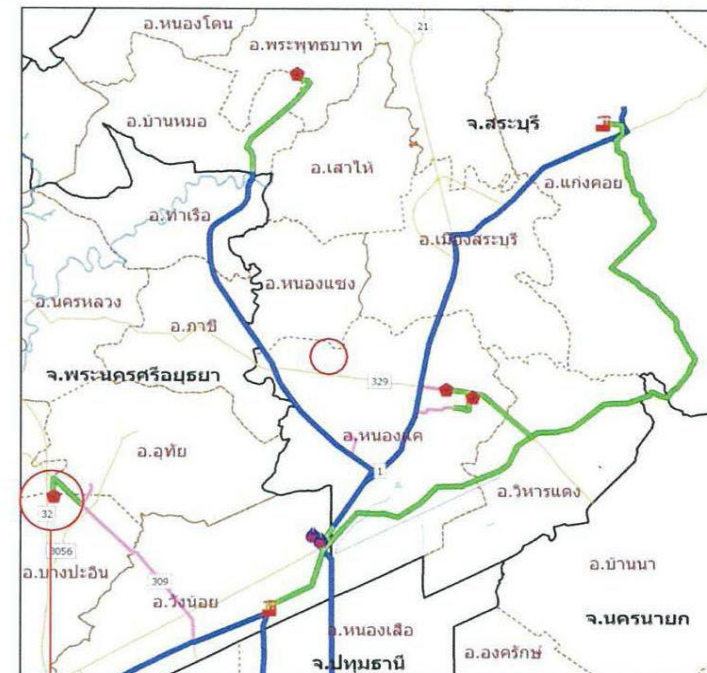 อ.หนองโดน
อ.พระพุทธบาท
21
อ.บ้านหมอ
จ.สระบุรี
อ.เสาไห้
อ.แก่งคอย
อ.ท่าเรือ
อ.เมืองสระบุรี
อ.หนองแซง
อ.นครหลวง
อ.ภาชี
จ.พระนครศรีอยุธยา
329
อ.หนองแค
อ.อุทัย
1
อ.วิหารแดง
32
3056
อ.บางปะอิน
309
อ.วังน้อย
อ.บ้านนา
อ.หนองเสือ
จ.นครนายก
อ.องครักษ์
จ.ปทุมธานี